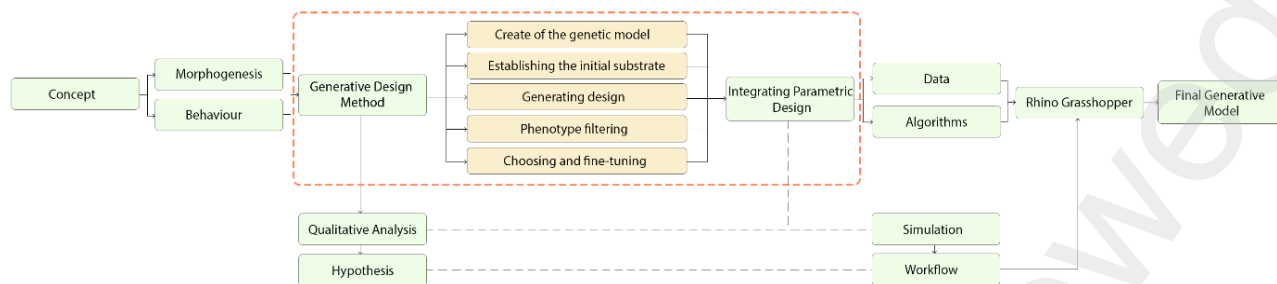 Concept
Morphogenesis
Behaviour
Generative Design
Method
Create of the genetic model
Establishing the initial substrate
Generating design
Phenotype filtering
Choosing and fine-tuning
Integrating Parametric
Design
Data
Algorithms
Rhino Grasshopper
Final Generative
Model
Qualitative Analysis
Hypothesis
Simulation
Workflow